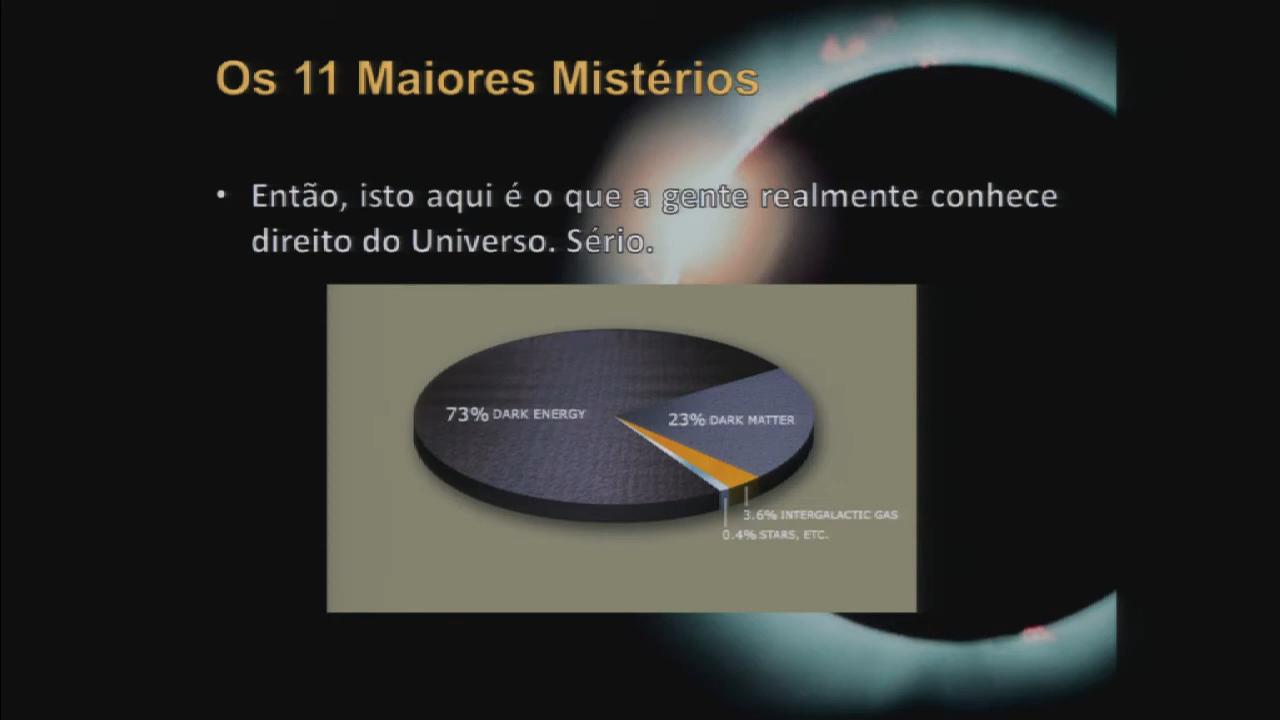 Os 11 Maiores Mistérios
• Então, isto aqui é o que a gente realmente conhece
direito do Universo. Sério.
73% DARK ENERGY
23% DARK MATTER
3.6% INTERGALACTIC GAS
0.4% STARS, ETC.